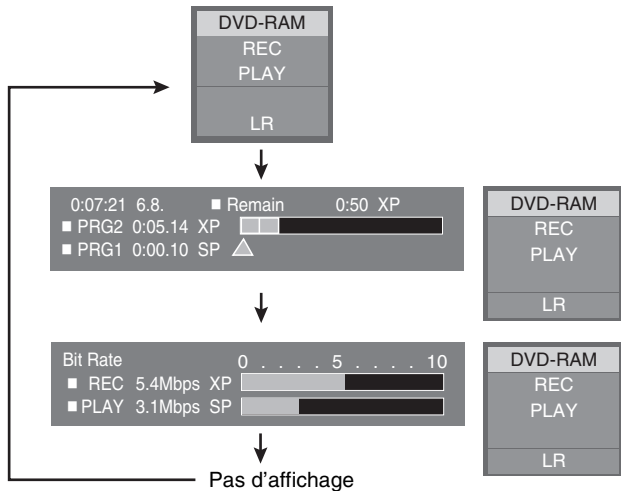 DVD-RAM
REC
PLAY
LR
0:07:21 6.8. ■ Remain 0:50 XP
■ PRG2 0:05.14 XP
■ PRG1 0:00.10 SP
DVD-RAM
REC
PLAY
LR
Bit Rate 0 . . . . 5 . . . . 10
■ REC 5.4Mbps XP
■ PLAY 3.1Mbps SP
DVD-RAM
REC
PLAY
LR
Pas d'affichage